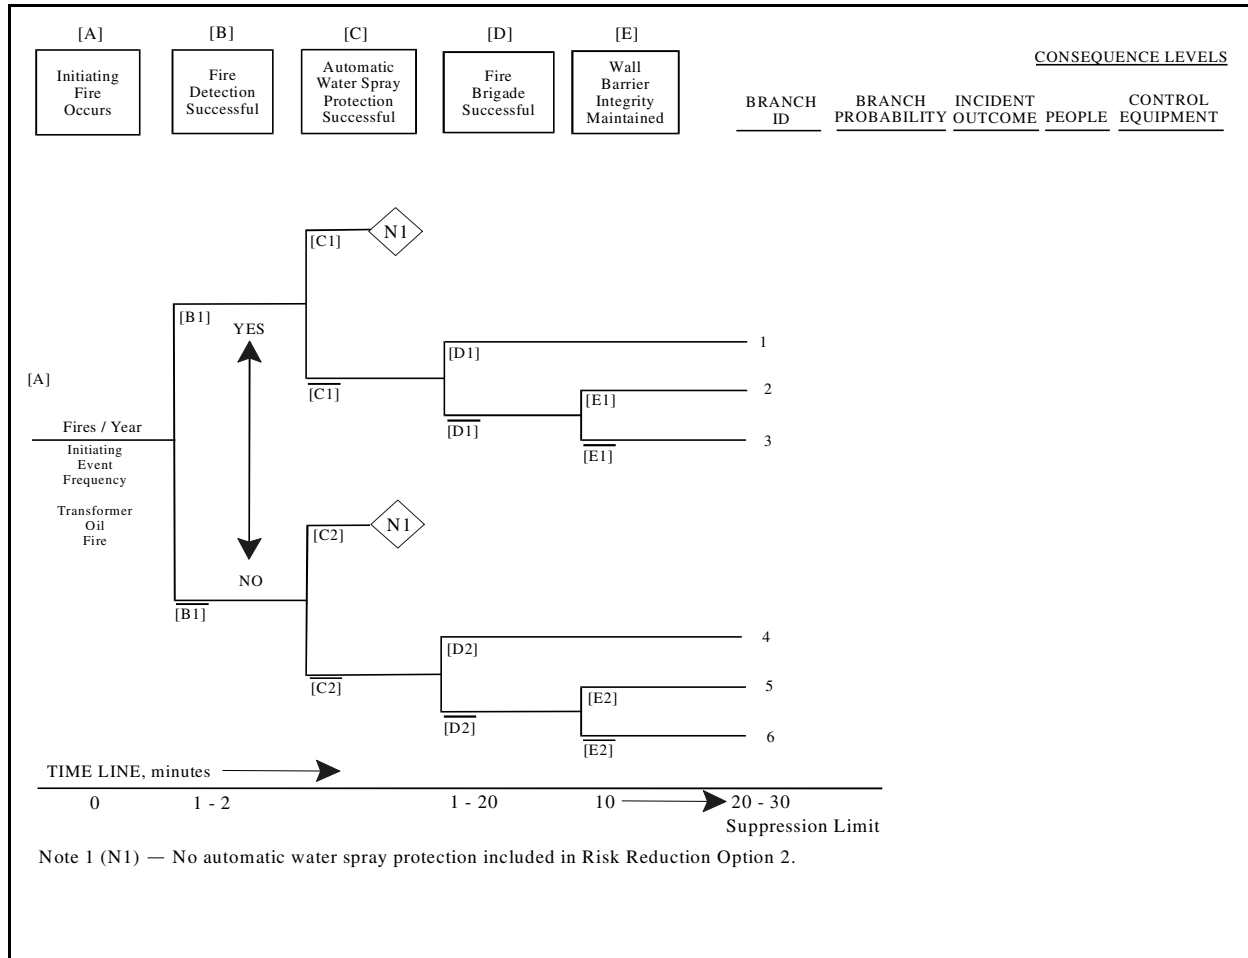 [A]
[B]
[C]
[D]
[E]
Initiating
Fire
Occurs
Fire
Detection
Successful
Automatic
Water Spray
Protection
Successful
Fire
Brigade
Successful
Wall
Barrier
Integrity
Maintained
CONSEQUENCE LEVELS
BRANCH
ID
BRANCH
PROBABILITY
INCIDENT
OUTCOME
PEOPLE
CONTROL
EQUIPMENT
[C1]
N1
[B1]
YES
[D1]
1
[A]
[C1]
[E1]
2
Fires / Year
[D1]
[E1]
3
Initiating
Event
Frequency
Transformer
Oil
Fire
[C2]
N1
NO
[B1]
[D2]
4
[C2]
[E2]
5
[D2]
[E2]
6
TIME LINE, minutes
0
1 - 2
1 - 20
10
20 - 30
Suppression Limit
Note 1 (N1) — No automatic water spray protection included in Risk Reduction Option 2.